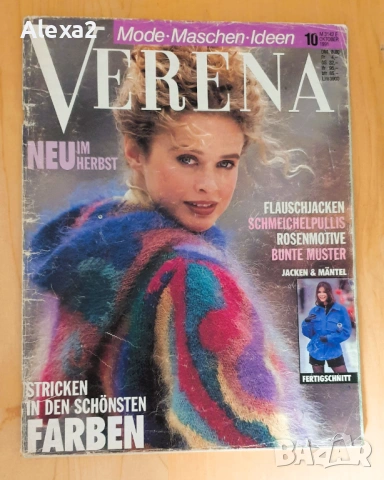 Alexa2
Mode·Maschen·Ideen
10
OKTOBER
VERENA
NEU IM
HERBST
FLAUSCHJACKEN
SCHMEICHELPULLIS
ROSENMOTIVE
BUNTE MUSTER
JACKEN & MÄNTEL
FERTIGSCHNITT
STRICKEN
IN DEN SCHÖNSTEN
FARBEN
BAZAR